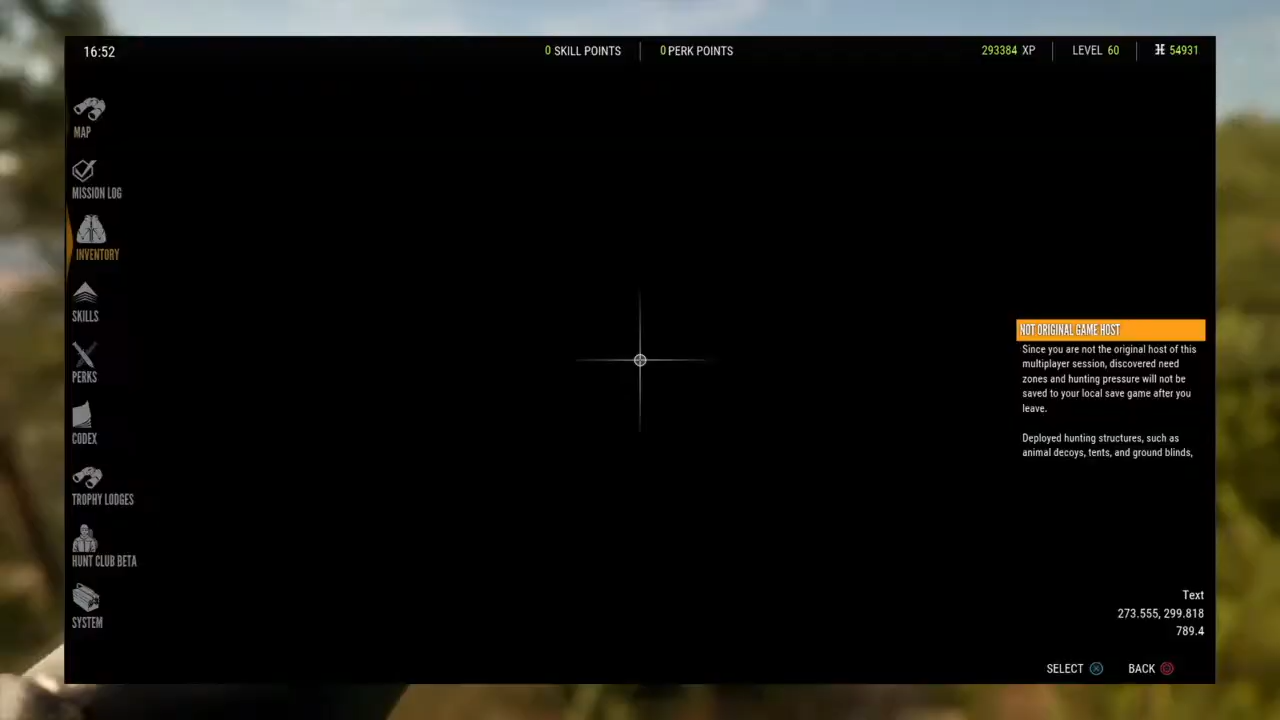 16:52
0 SKILL POINTS
0 PERK POINTS
293384 XP
LEVEL 60
54931
MAP
MISSION LOG
INVENTORY
SKILLS
PERKS
CODEX
TROPHY LODGES
HUNT CLUB BETA
SYSTEM
NOT ORIGINAL GAME HOST
Since you are not the original host of this
multiplayer session, discovered need
zones and hunting pressure will not be
saved to your local save game after you
leave.
Deployed hunting structures, such as
animal decoys, tents, and ground blinds,
Text
273.555, 299.818
789.4
SELECT
BACK